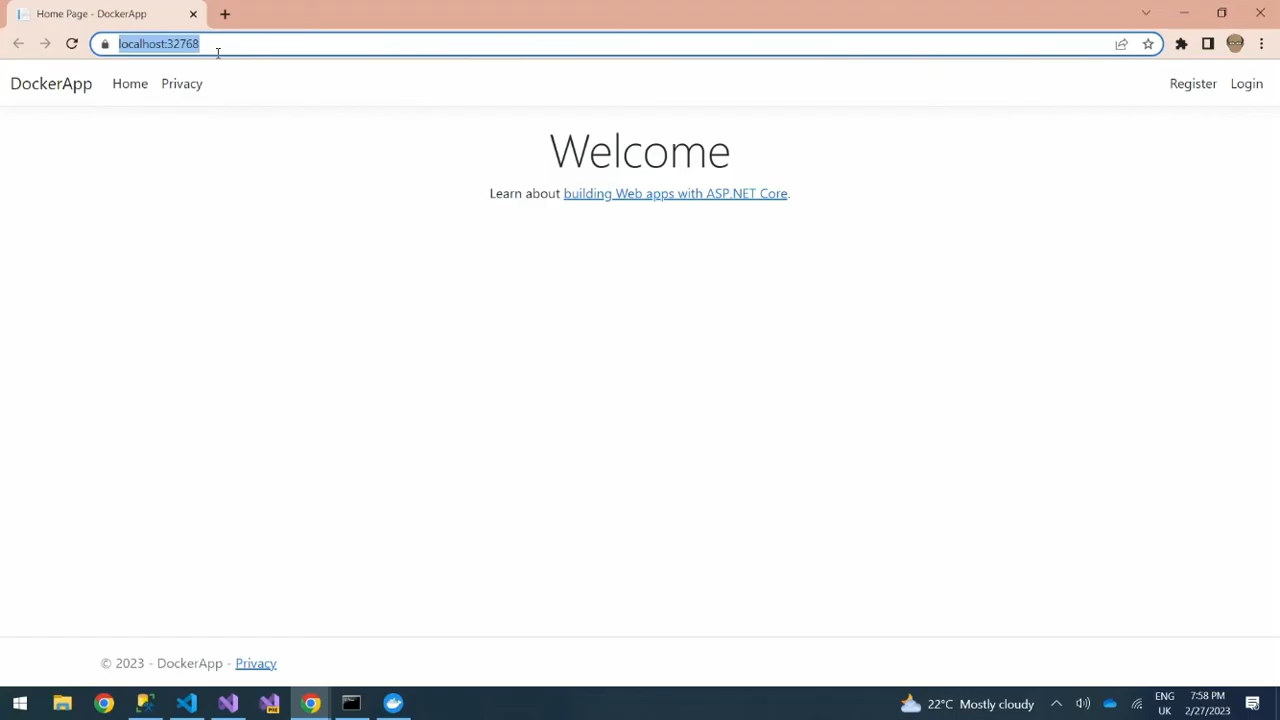 Home Page - DockerApp
localhost:32768
DockerApp Home Privacy Register Login
Welcome
Learn about building Web apps with ASP.NET Core.
© 2023 - DockerApp - Privacy
22°C Mostly cloudy
ENG
UK
7:58 PM
2/27/2023